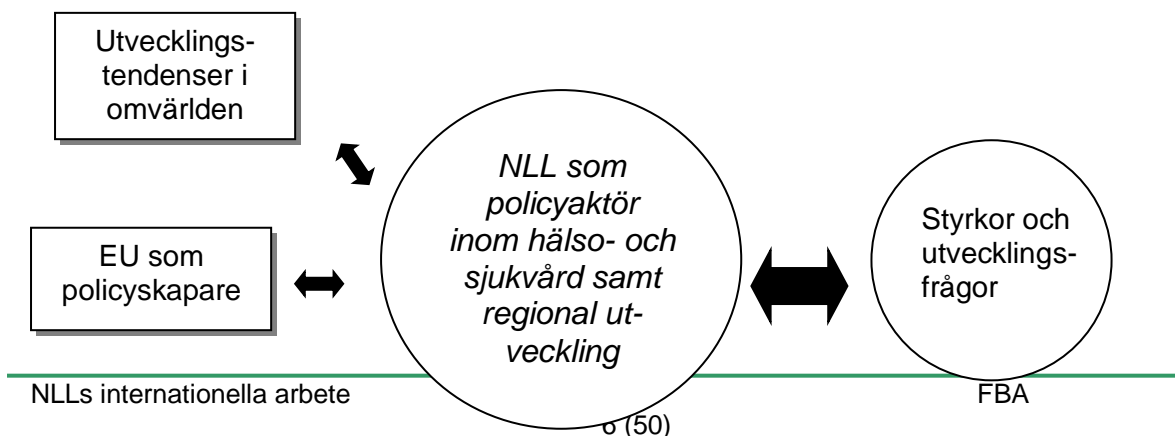 Utvecklings-
tendenser i
omvärlden
EU som
policyskapare
NLL som
policyaktör
inom hälso- och
sjukvård samt
regional ut-
veckling
Styrkor och
utvecklings-
frågor
NLLs internationella arbete
FBA
6 (50)